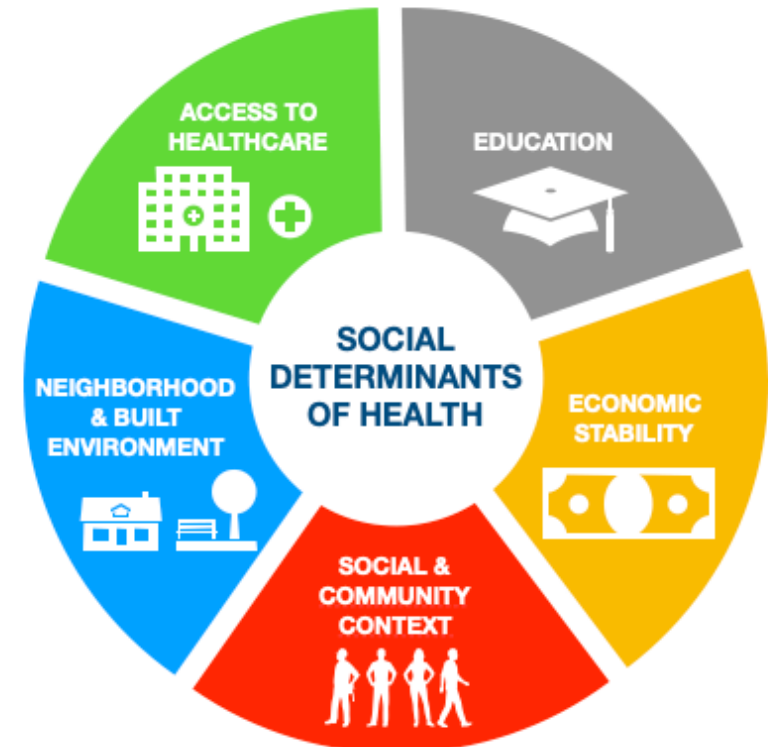 ACCESS TO
HEALTHCARE
EDUCATION
SOCIAL
DETERMINANTS
OF HEALTH
NEIGHBORHOOD
& BUILT
ENVIRONMENT
ECONOMIC
STABILITY
SOCIAL &
COMMUNITY
CONTEXT